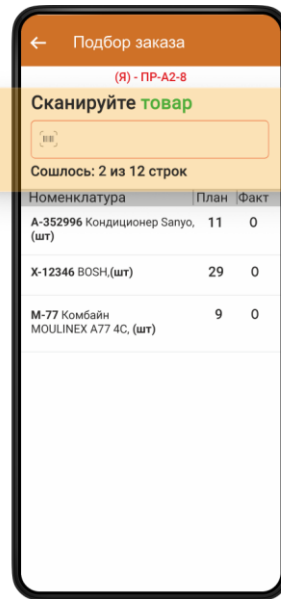 Подбор заказа
(Я) - ПР-А2-8
Сканируйте товар
Сошлось: 2 из 12 строк
Номенклатура План Факт
А-352996 Кондиционер Sanyo, 11 0
(шт)
Х-12346 BOSH,(шт) 29 0
М-77 Комбайн 9 0
MOULINEX A77 4C, (шт)